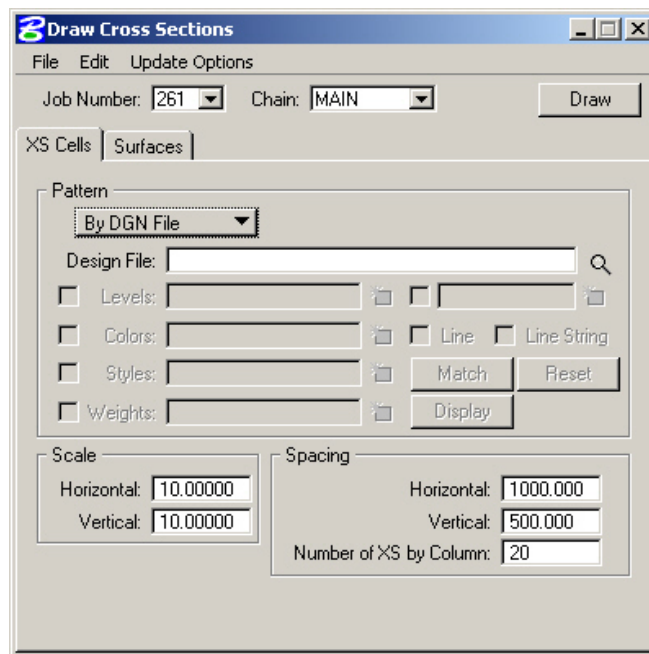 Draw Cross Sections
File Edit Update Options
Job Number: 261 Chain: MAIN Draw
XS Cells Surfaces
Pattern
By DGN File
Design File:
Levels:
Colors: Line Line String
Styles: Match Reset
Weights: Display
Scale Spacing
Horizontal: 10.00000 Horizontal: 1000.000
Vertical: 10.00000 Vertical: 500.000
Number of XS by Column: 20